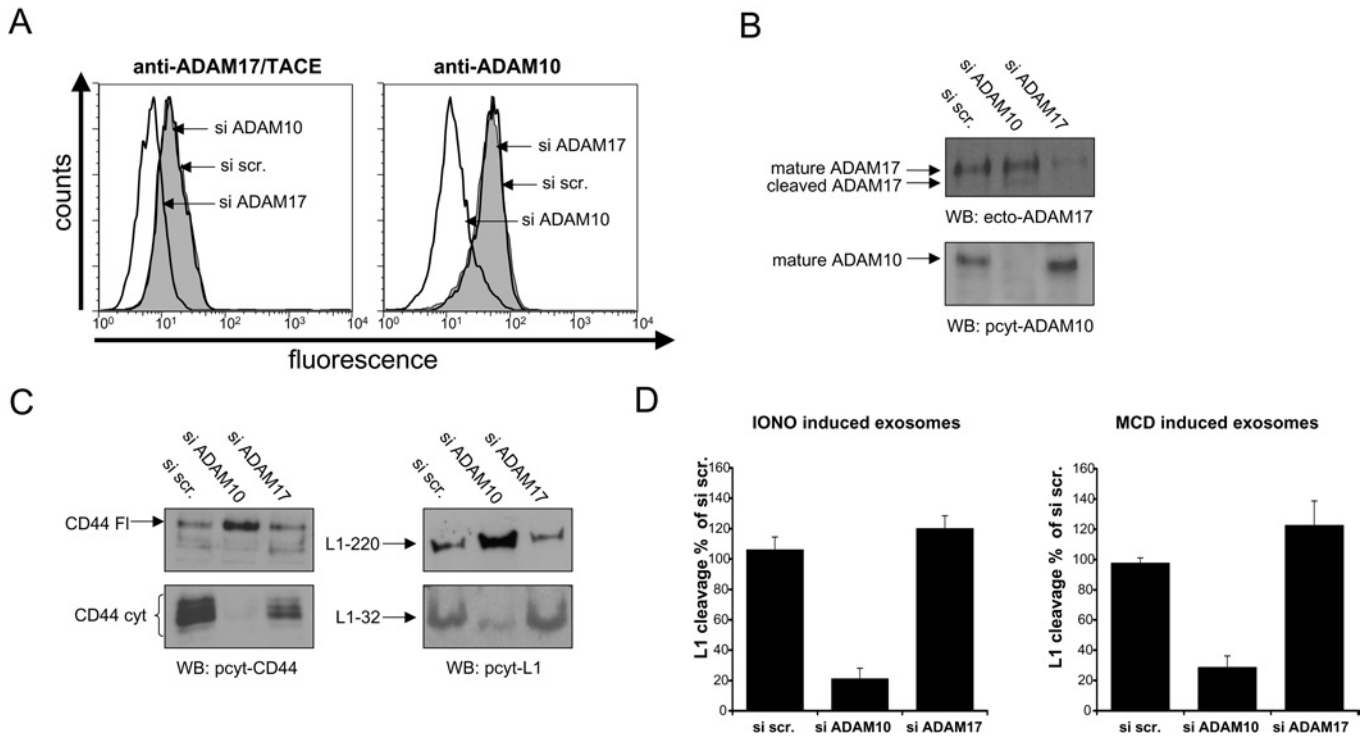 A
anti-ADAM17/TACE
anti-ADAM10
counts
si ADAM10
si scr.
si ADAM17
si ADAM17
si scr.
si ADAM10
10^0 10^1 10^2 10^3 10^4
10^0 10^1 10^2 10^3 10^4
fluorescence
B
si scr.
si ADAM10
si ADAM17
mature ADAM17
cleaved ADAM17
WB: ecto-ADAM17
mature ADAM10
WB: pcyt-ADAM10
C
si scr.
si ADAM10
si ADAM17
CD44 Fl
CD44 cyt
WB: pcyt-CD44
si scr.
si ADAM10
si ADAM17
L1-220
L1-32
WB: pcyt-L1
D
IONO induced exosomes
L1 cleavage % of si scr.
160
140
120
100
80
60
40
20
0
si scr. si ADAM10 si ADAM17
MCD induced exosomes
L1 cleavage % of si scr.
160
140
120
100
80
60
40
20
0
si scr. si ADAM10 si ADAM17